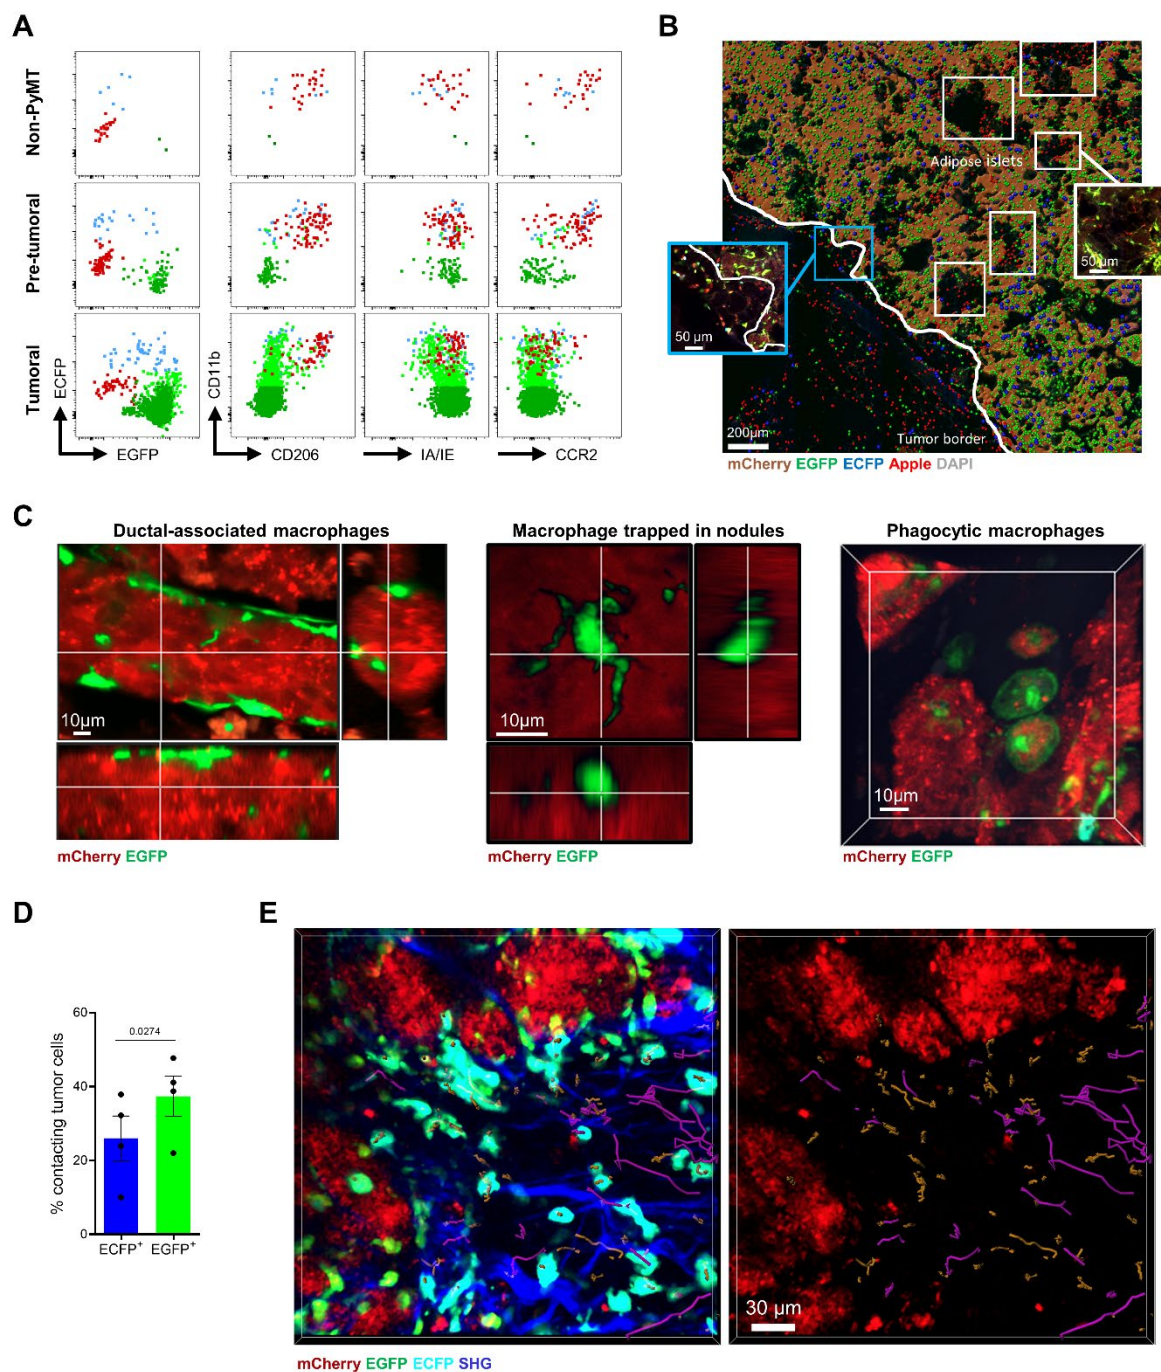 A
Non-PyMT
Pre-tumoral
Tumoral
ECFP
CD11b
EGFP
CD206
IA/IE
CCR2
B
Adipose islets
50 µm
50 µm
Tumor border
200µm
mCherry EGFP ECFP Apple DAPI
C
Ductal-associated macrophages
Macrophage trapped in nodules
Phagocytic macrophages
10µm
10µm
10µm
mCherry EGFP
mCherry EGFP
mCherry EGFP
D
% contacting tumor cells
60
40
20
0
0.0274
ECFP+
EGFP+
E
30 µm
mCherry EGFP ECFP SHG